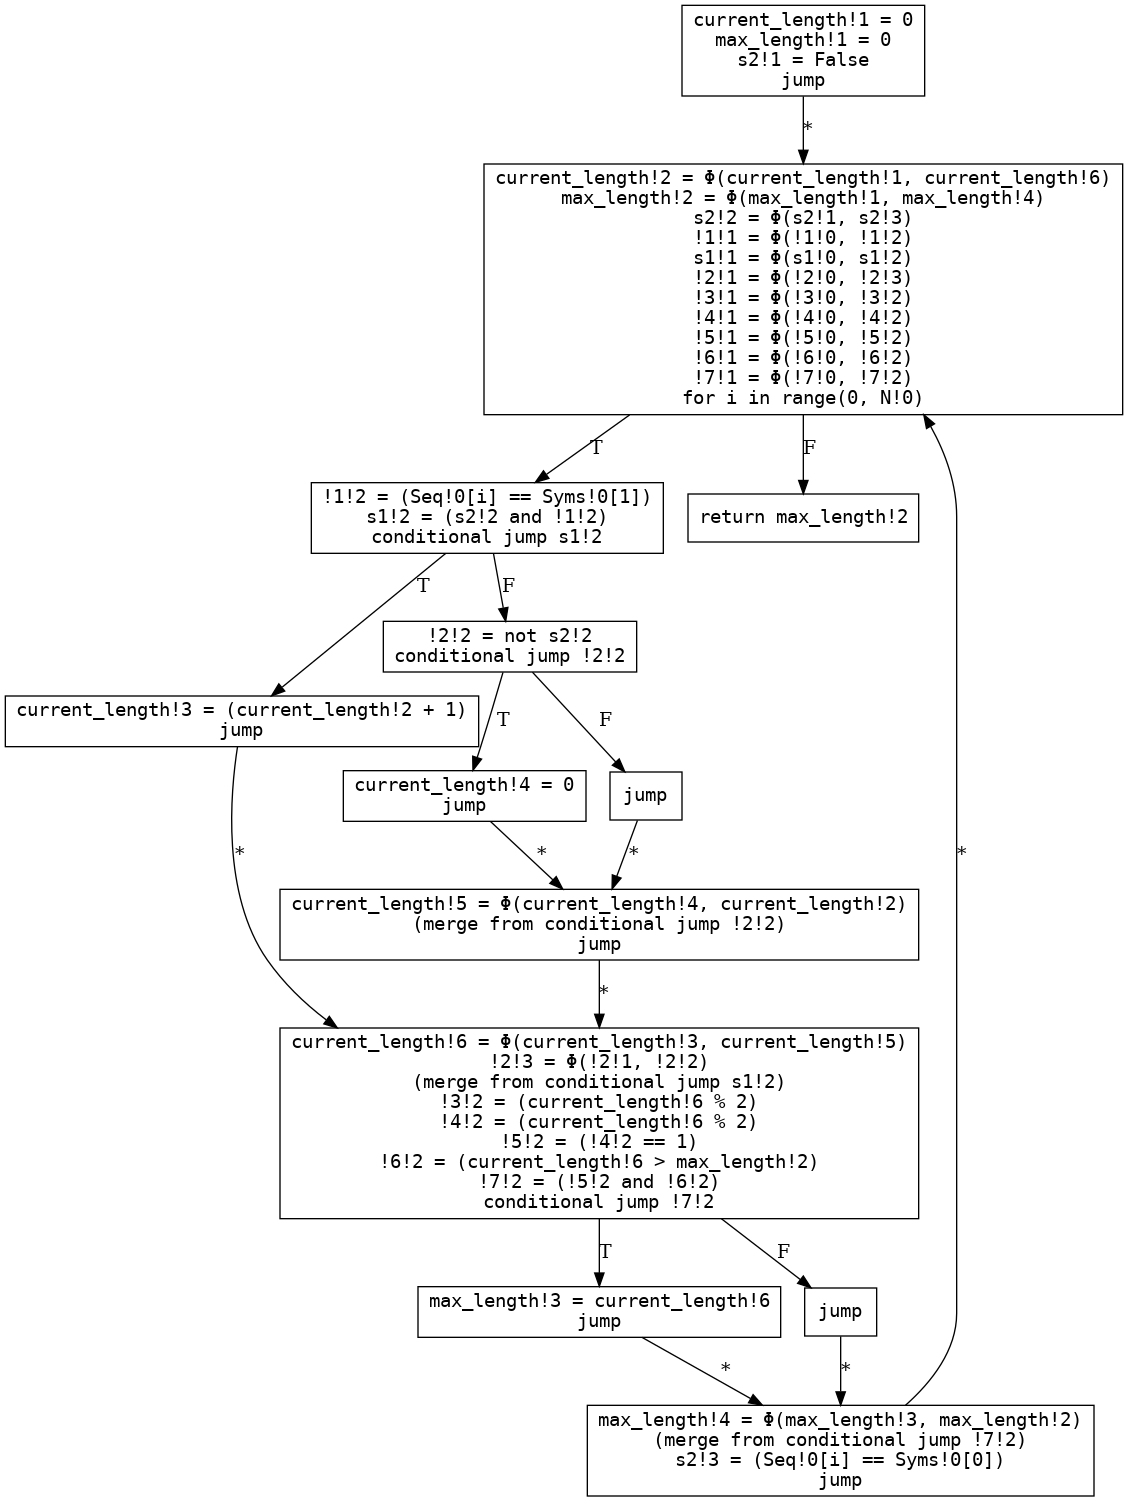 current_length!1 = 0
max_length!1 = 0
s2!1 = False
jump
*
current_length!2 = Φ(current_length!1, current_length!6)
max_length!2 = Φ(max_length!1, max_length!4)
s2!2 = Φ(s2!1, s2!3)
!1!1 = Φ(!1!0, !1!2)
s1!1 = Φ(s1!0, s1!2)
!2!1 = Φ(!2!0, !2!3)
!3!1 = Φ(!3!0, !3!2)
!4!1 = Φ(!4!0, !4!2)
!5!1 = Φ(!5!0, !5!2)
!6!1 = Φ(!6!0, !6!2)
!7!1 = Φ(!7!0, !7!2)
for i in range(0, N!0)
T
F
!1!2 = (Seq!0[i] == Syms!0[1])
s1!2 = (s2!2 and !1!2)
conditional jump s1!2
return max_length!2
T
F
!2!2 = not s2!2
conditional jump !2!2
current_length!3 = (current_length!2 + 1)
jump
T
F
current_length!4 = 0
jump
jump
*
*
*
*
current_length!5 = Φ(current_length!4, current_length!2)
(merge from conditional jump !2!2)
jump
*
current_length!6 = Φ(current_length!3, current_length!5)
!2!3 = Φ(!2!1, !2!2)
(merge from conditional jump s1!2)
!3!2 = (current_length!6 % 2)
!4!2 = (current_length!6 % 2)
!5!2 = (!4!2 == 1)
!6!2 = (current_length!6 > max_length!2)
!7!2 = (!5!2 and !6!2)
conditional jump !7!2
T
F
max_length!3 = current_length!6
jump
jump
*
*
max_length!4 = Φ(max_length!3, max_length!2)
(merge from conditional jump !7!2)
s2!3 = (Seq!0[i] == Syms!0[0])
jump